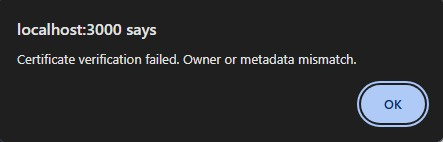 localhost:3000 says
Certificate verification failed. Owner or metadata mismatch.
OK